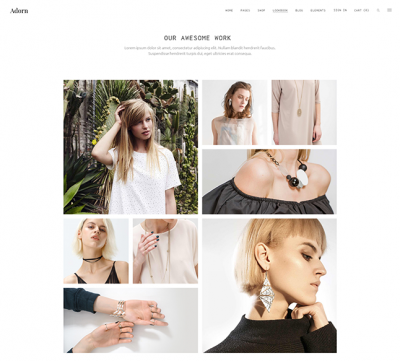 Adorn
HOME PAGES SHOP LOOKBOOK BLOG ELEMENTS SIGN IN CART (0)
OUR AWESOME WORK
Lorem ipsum dolor sit amet, consectetur adipiscing elit. Nullam blandit hendrerit faucibus.
Suspendisse hendrerit turpis dui, eget ultricies erat consequat.